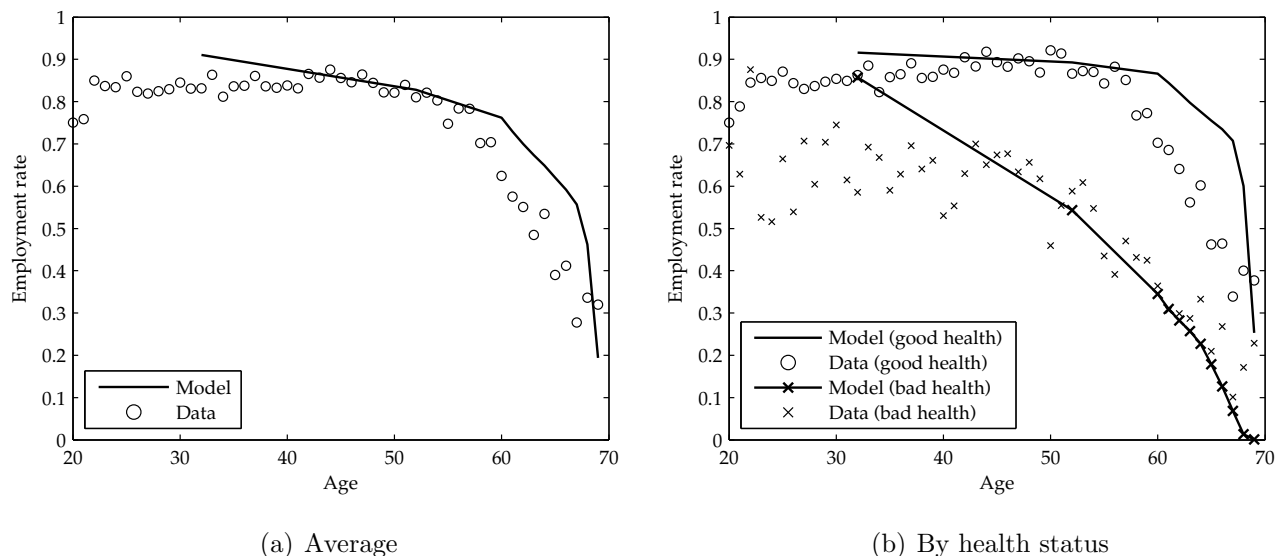 1
0.9
0.8
0.7
0.6
0.5
0.4
0.3
0.2
0.1
0
Employment rate
20 30 40 50 60 70
Age
Model
Data
(a) Average
1
0.9
0.8
0.7
0.6
0.5
0.4
0.3
0.2
0.1
0
Employment rate
20 30 40 50 60 70
Age
Model (good health)
Data (good health)
Model (bad health)
Data (bad health)
(b) By health status